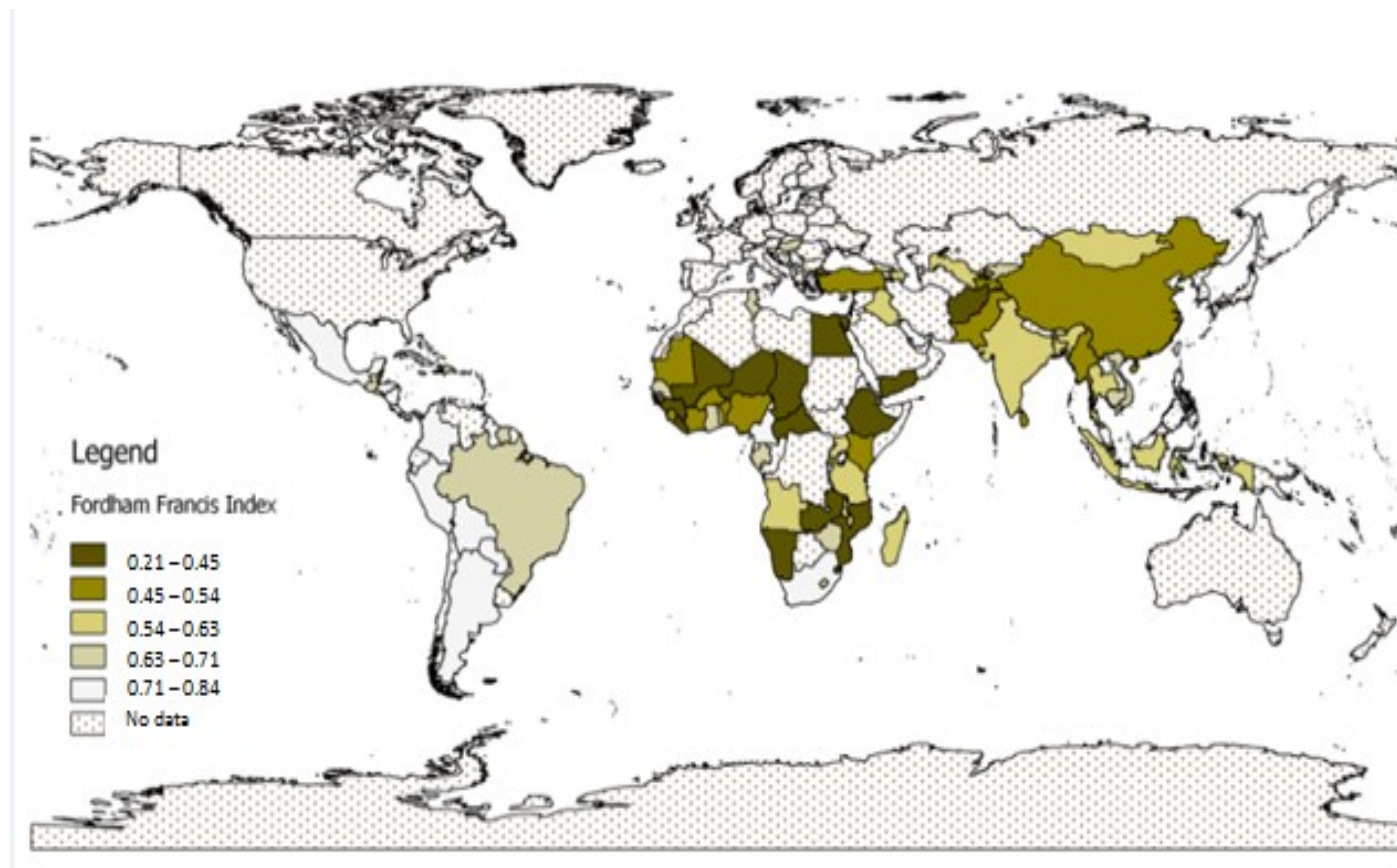 Legend
Fordham Francis Index
0.21 – 0.45
0.45 – 0.54
0.54 – 0.63
0.63 – 0.71
0.71 – 0.84
No data